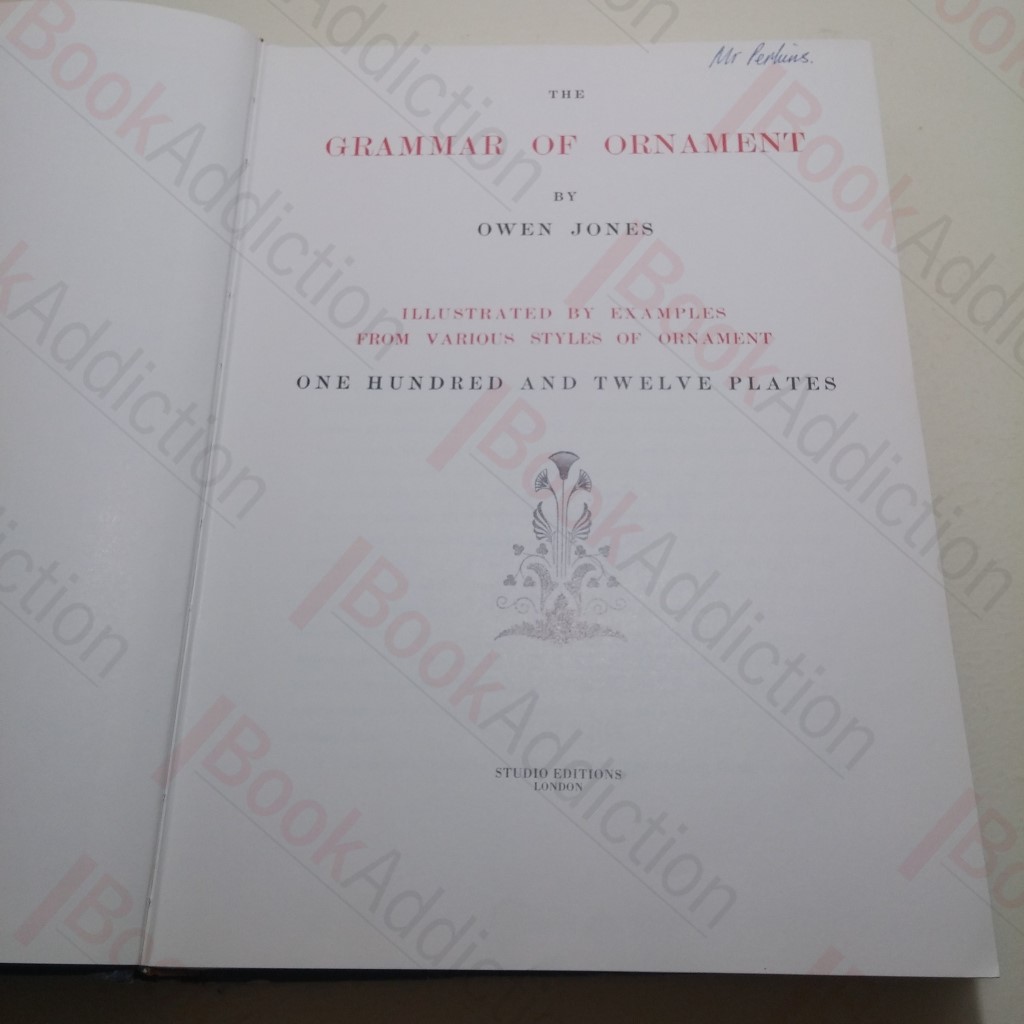 Mr Perkins.
THE
GRAMMAR OF ORNAMENT
BY
OWEN JONES
ILLUSTRATED BY EXAMPLES
FROM VARIOUS STYLES OF ORNAMENT
ONE HUNDRED AND TWELVE PLATES
STUDIO EDITIONS
LONDON
BookAddiction